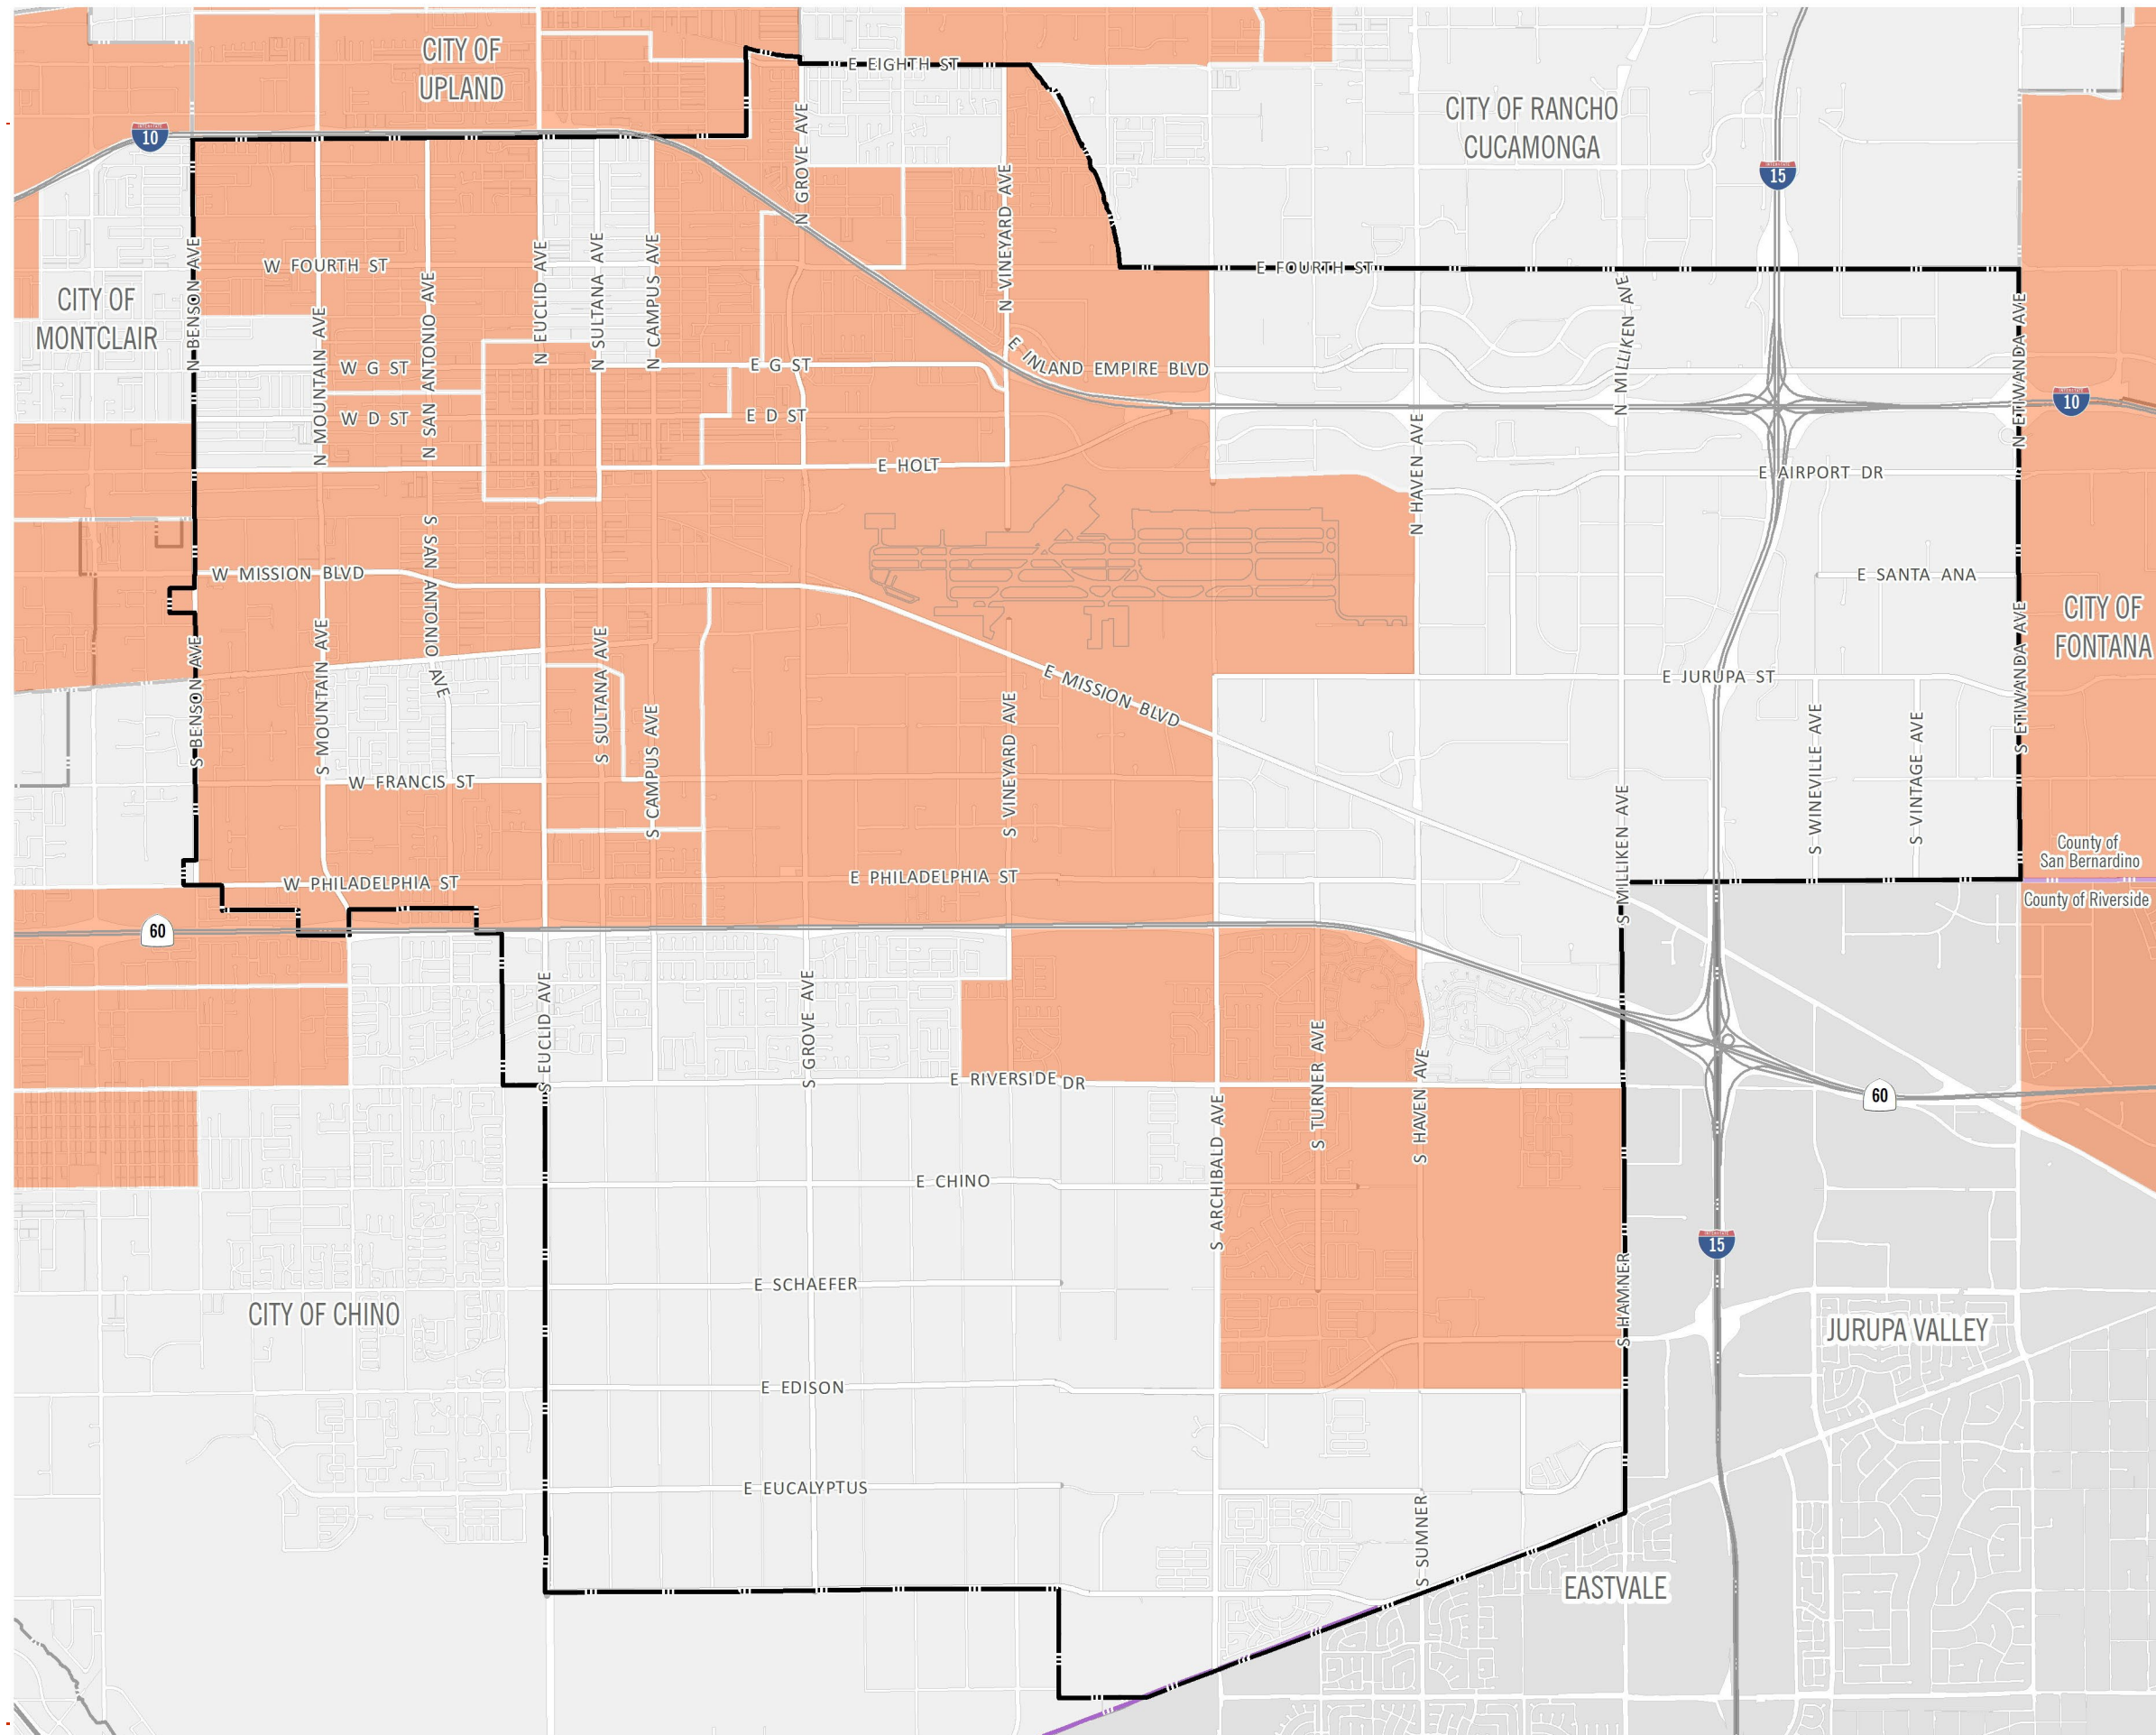 CITY OF
UPLAND
E EIGHTH ST
CITY OF RANCHO
CUCAMONGA
INTERSTATE
10
INTERSTATE
15
N GROVE AVE
N VINEYARD AVE
W FOURTH ST
E FOURTH ST
CITY OF
MONTCLAIR
N BENSON AVE
N MOUNTAIN AVE
N SAN ANTONIO AVE
N EUCLID AVE
N SULTANA AVE
N CAMPUS AVE
N MILLIKEN AVE
N ETIWANDA AVE
W G ST
E G ST
E INLAND EMPIRE BLVD
W D ST
E D ST
INTERSTATE
10
E HOLT
N HAVEN AVE
E AIRPORT DR
W MISSION BLVD
S SAN ANTONIO AVE
E SANTA ANA
CITY OF
FONTANA
S BENSON AVE
S MOUNTAIN AVE
S SULTANA AVE
S CAMPUS AVE
S VINEYARD AVE
E MISSION BLVD
E JURUPA ST
S ETIWANDA AVE
S WINEVILLE AVE
S VINTAGE AVE
W FRANCIS ST
S MILLIKEN AVE
County of
San Bernardino
County of Riverside
W PHILADELPHIA ST
E PHILADELPHIA ST
60
S EUCLID AVE
S GROVE AVE
S TURNER AVE
S HAVEN AVE
E RIVERSIDE DR
60
S ARCHIBALD AVE
E CHINO
INTERSTATE
15
E SCHAEFER
S HAMNER
CITY OF CHINO
JURUPA VALLEY
E EDISON
E EUCALYPTUS
S SUMNER
EASTVALE